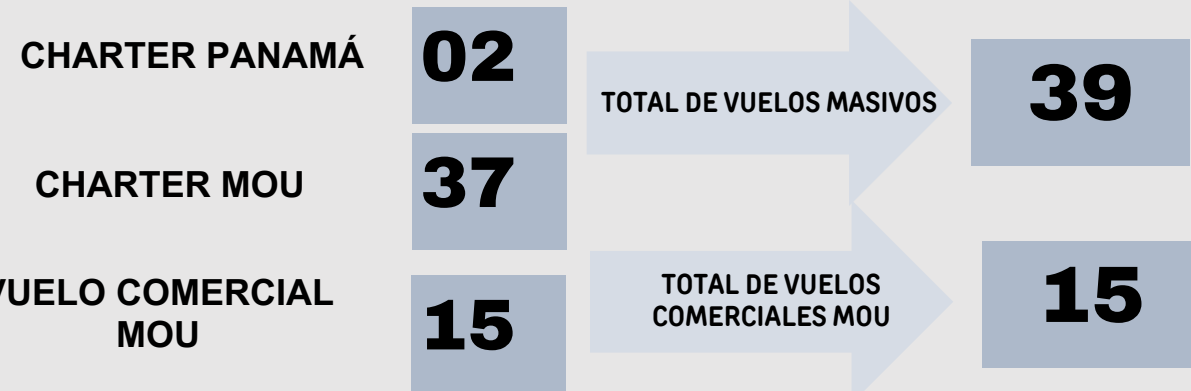 CHARTER PANAMÁ
02
TOTAL DE VUELOS MASIVOS
39
CHARTER MOU
37
VUELO COMERCIAL
MOU
15
TOTAL DE VUELOS
COMERCIALES MOU
15